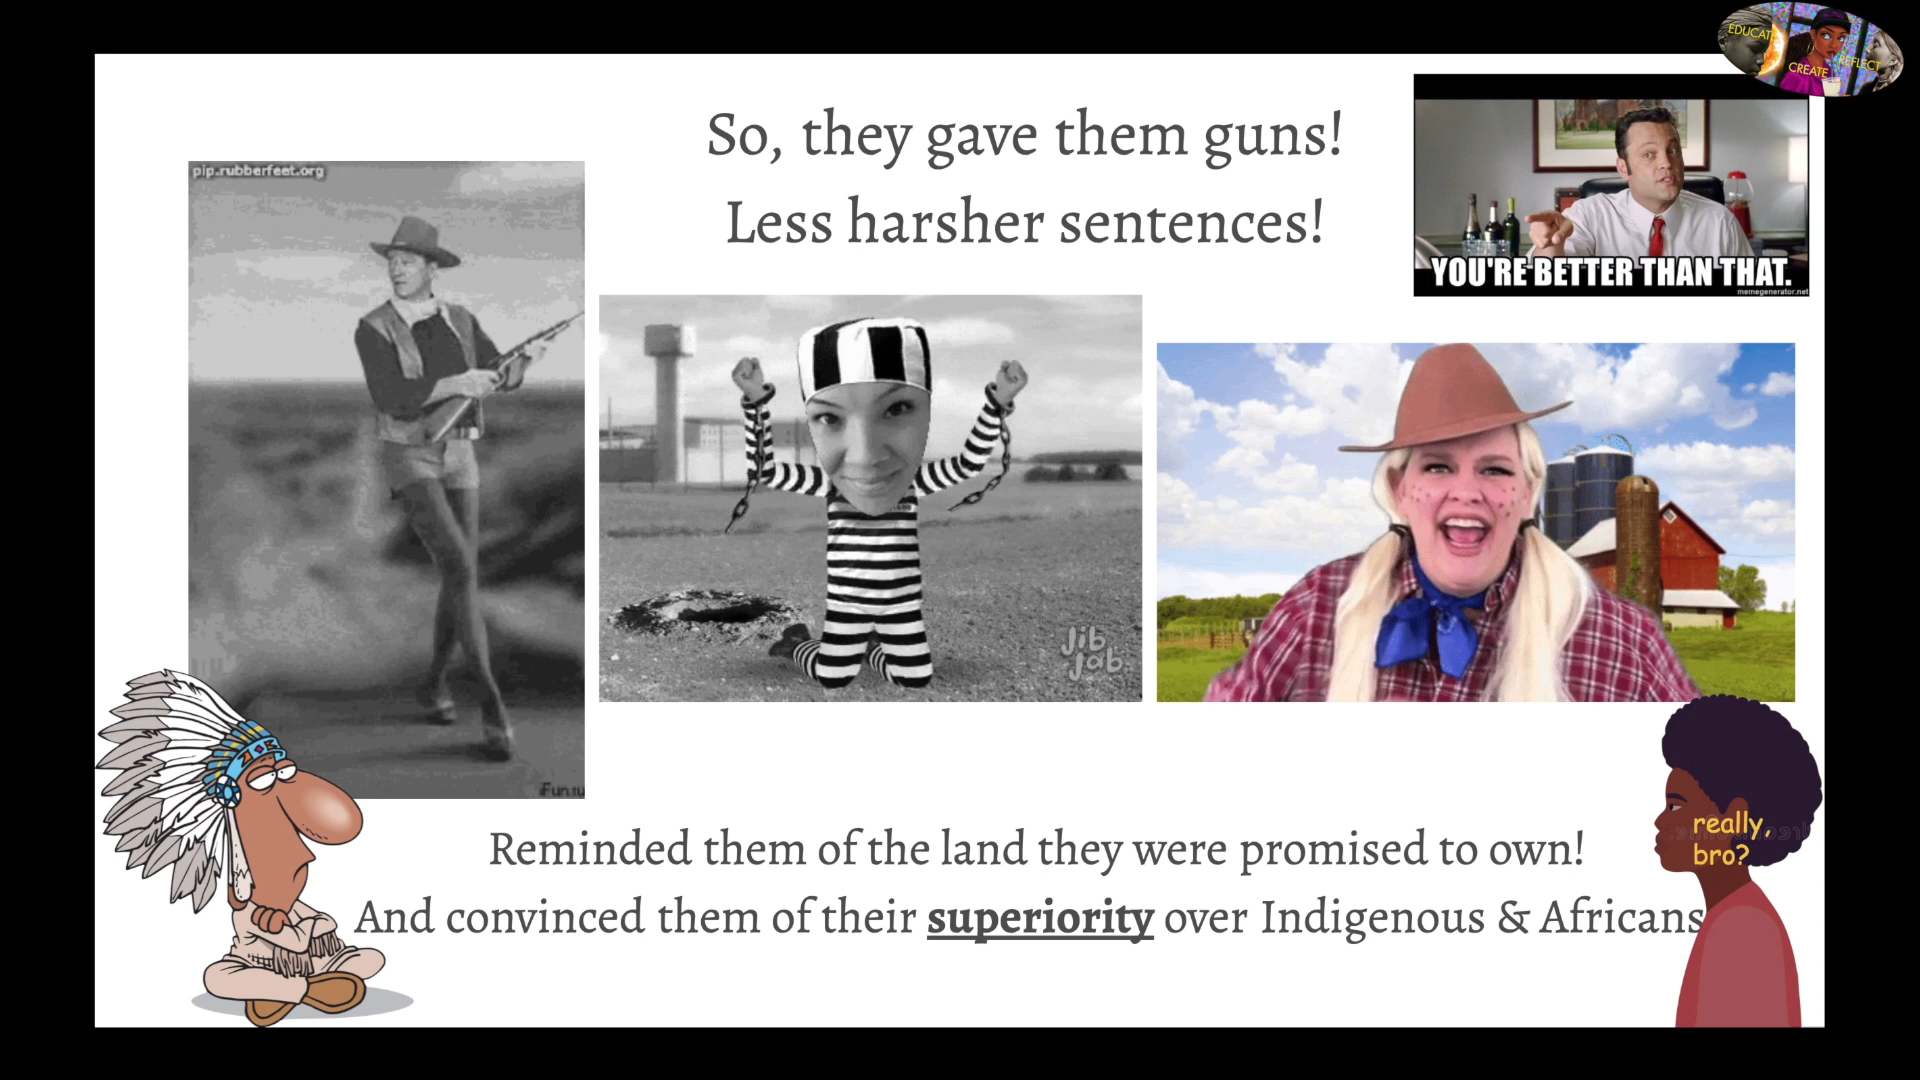 EDUCATE
CREATE
REFLECT
So, they gave them guns!
Less harsher sentences!
YOU'RE BETTER THAN THAT.
memegenerator.net
pip.rubberfeet.org
Jib
Jab
really,
bro?
Reminded them of the land they were promised to own!
And convinced them of their superiority over Indigenous & Africans